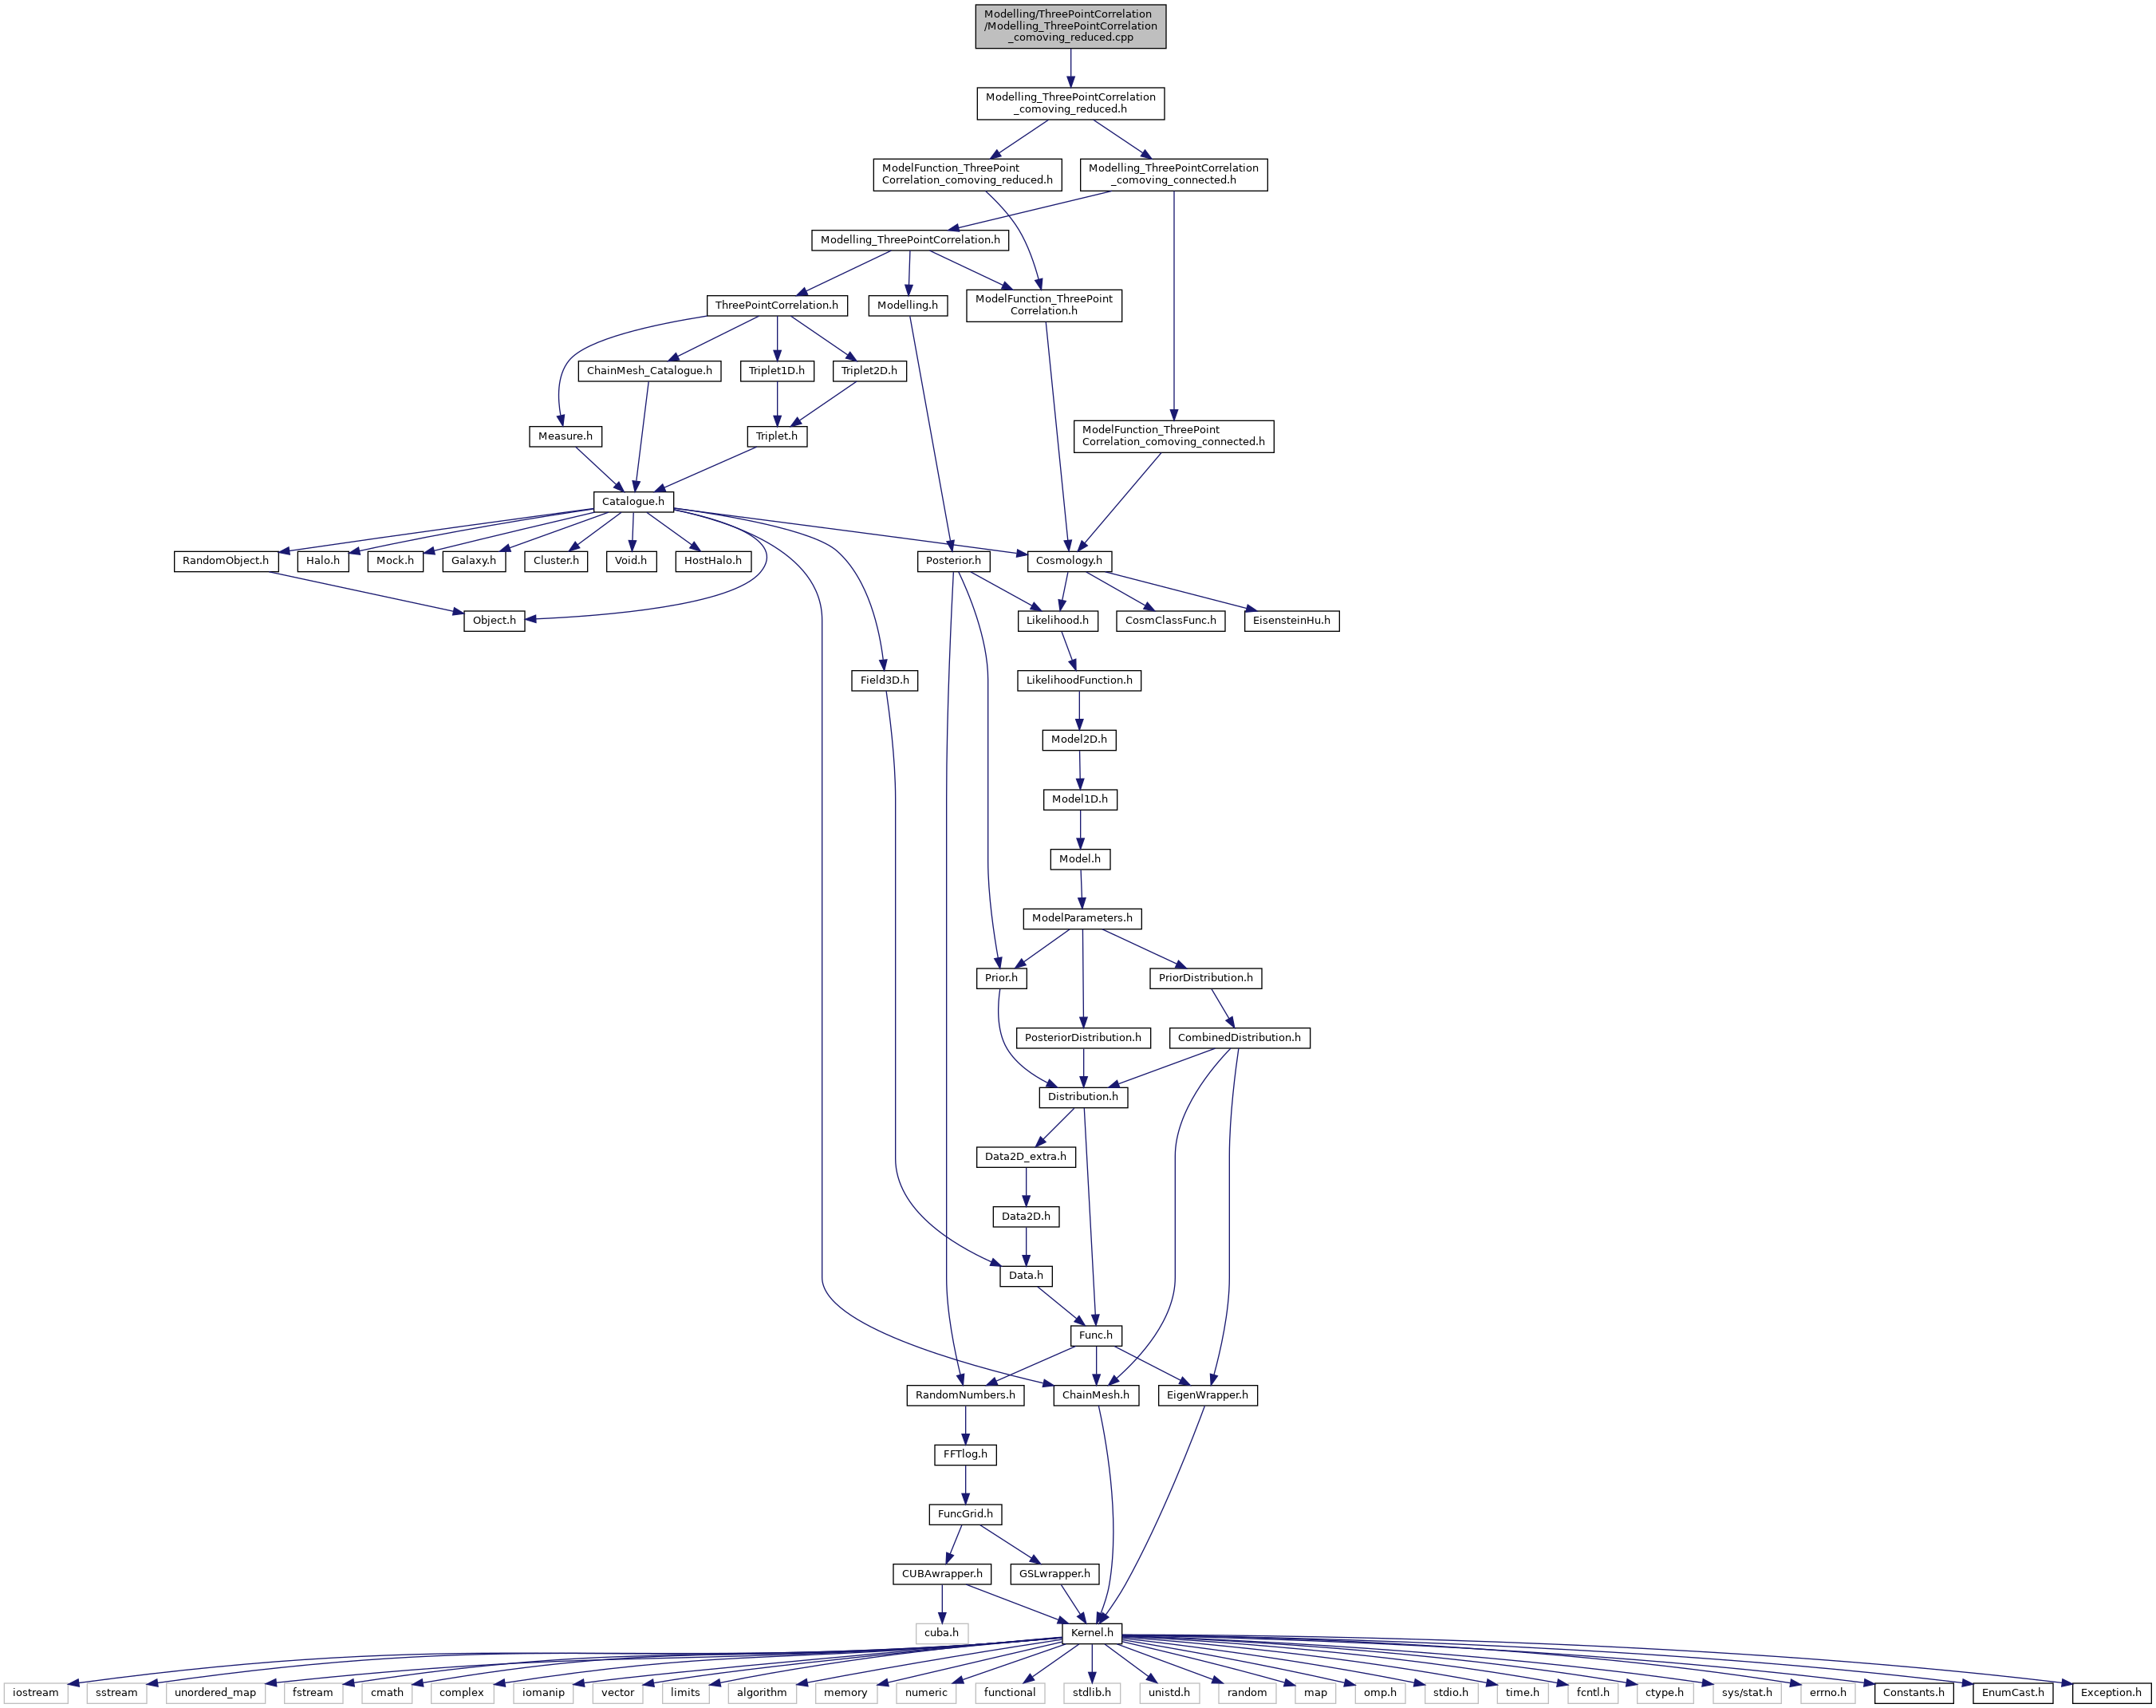 Modelling/ThreePointCorrelation
/Modelling_ThreePointCorrelation
_comoving_reduced.cpp
Modelling_ThreePointCorrelation
_comoving_reduced.h
ModelFunction_ThreePoint
Correlation_comoving_reduced.h
Modelling_ThreePointCorrelation
_comoving_connected.h
Modelling_ThreePointCorrelation.h
ThreePointCorrelation.h
Modelling.h
ModelFunction_ThreePoint
Correlation.h
ChainMesh_Catalogue.h
Triplet1D.h
Triplet2D.h
Measure.h
Triplet.h
ModelFunction_ThreePoint
Correlation_comoving_connected.h
Catalogue.h
RandomObject.h
Halo.h
Mock.h
Galaxy.h
Cluster.h
Void.h
HostHalo.h
Posterior.h
Cosmology.h
Object.h
Likelihood.h
CosmClassFunc.h
EisensteinHu.h
Field3D.h
LikelihoodFunction.h
Model2D.h
Model1D.h
Model.h
ModelParameters.h
Prior.h
PriorDistribution.h
PosteriorDistribution.h
CombinedDistribution.h
Distribution.h
Data2D_extra.h
Data2D.h
Data.h
Func.h
RandomNumbers.h
ChainMesh.h
EigenWrapper.h
FFTlog.h
FuncGrid.h
CUBAwrapper.h
GSLwrapper.h
cuba.h
Kernel.h
iostream
sstream
unordered_map
fstream
cmath
complex
iomanip
vector
limits
algorithm
memory
numeric
functional
stdlib.h
unistd.h
random
map
omp.h
stdio.h
time.h
fcntl.h
ctype.h
sys/stat.h
errno.h
Constants.h
EnumCast.h
Exception.h